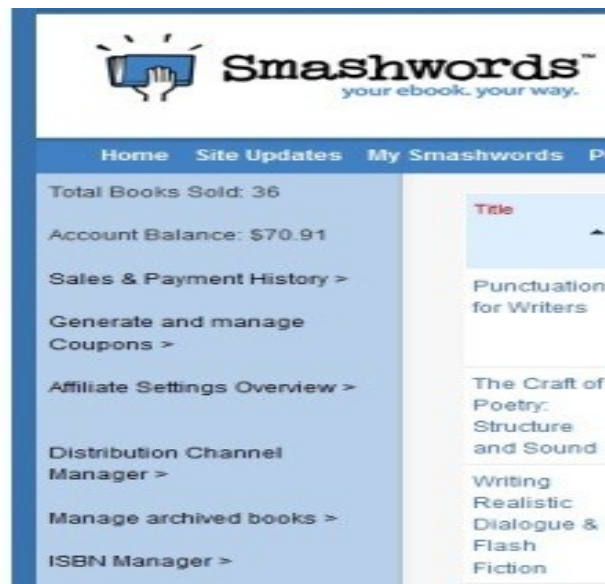 Smashwords™
your ebook. your way.
Home Site Updates My Smashwords
Total Books Sold: 36
Account Balance: $70.91
Sales & Payment History >
Generate and manage
Coupons >
Affiliate Settings Overview >
Distribution Channel
Manager >
Manage archived books >
ISBN Manager >
Title
Punctuation
for Writers
The Craft of
Poetry:
Structure
and Sound
Writing
Realistic
Dialogue &
Flash
Fiction